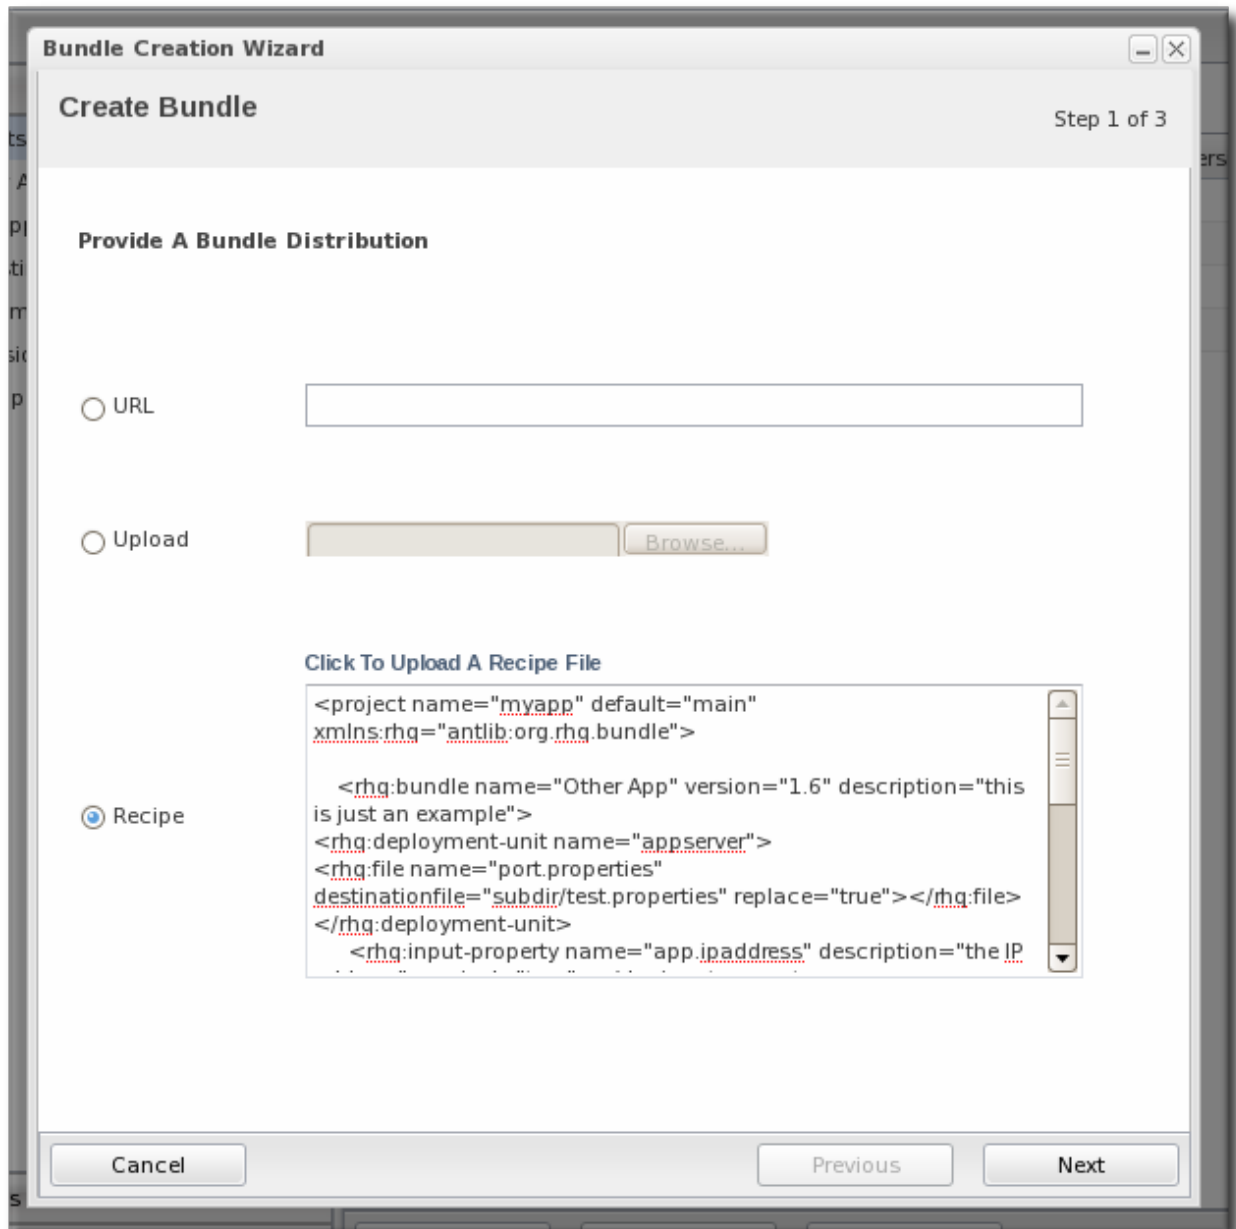 Bundle Creation Wizard
Create Bundle
Step 1 of 3
ts
ers
A
Provide A Bundle Distribution
sti
m
sio
p
URL
Upload
Browse...
Click To Upload A Recipe File
<project name="myapp" default="main"
xmlns:rhq="antlib:org.rhq.bundle">
<rhq:bundle name="Other App" version="1.6" description="this
is just an example">
<rhq:deployment-unit name="appserver">
<rhq:file name="port.properties"
destinationfile="subdir/test.properties" replace="true"></rhq:file>
</rhq:deployment-unit>
<rhq:input-property name="app.ipaddress" description="the IP
Recipe
Cancel
Previous
Next
s